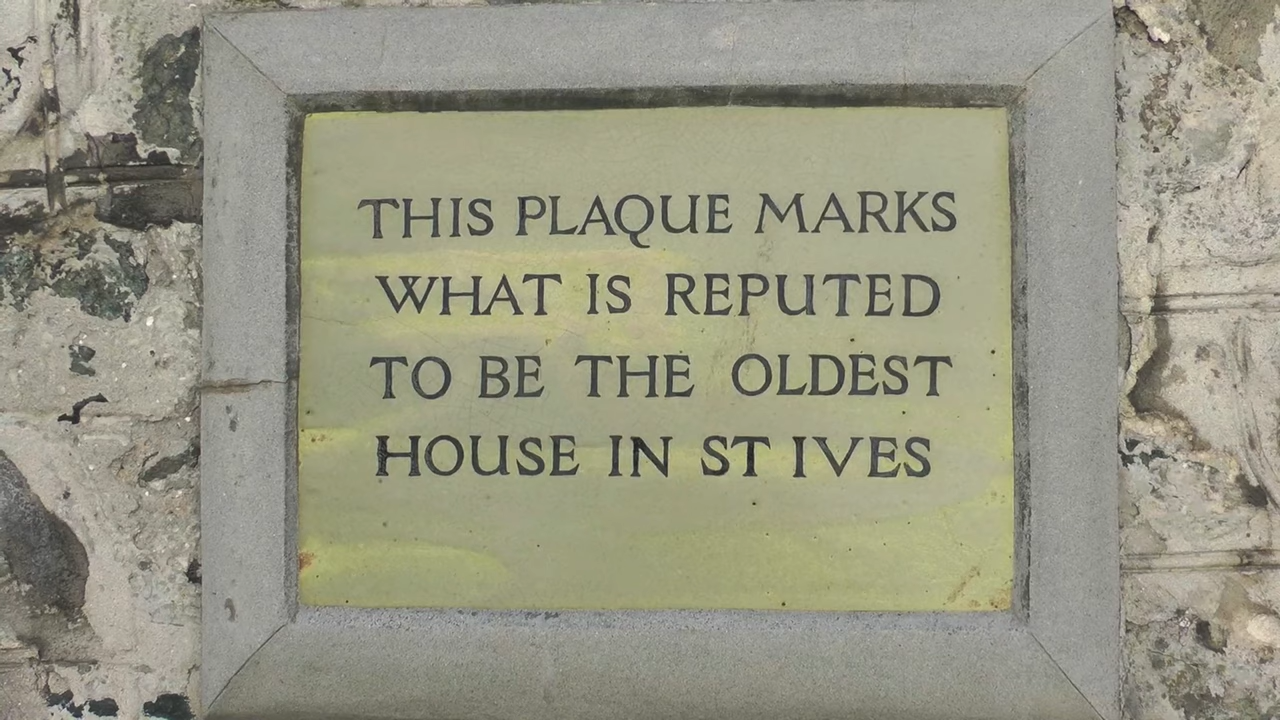 THIS PLAQUE MARKS
WHAT IS REPUTED
TO BE THE OLDEST
HOUSE IN ST IVES